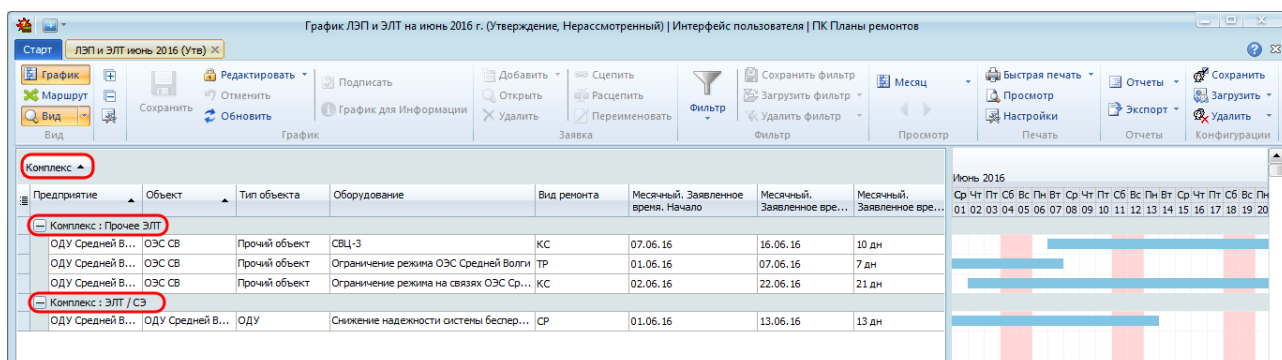 График ЛЭП и ЭЛТ на июнь 2016 г. (Утверждение, Нерассмотренный) | Интерфейс пользователя | ПК Планы ремонтов
Старт ЛЭП и ЭЛТ июнь 2016 (Утв)
График Редактировать Подписать Добавить Сцепить Сохранить фильтр Месяц Быстрая печать Отчеты Сохранить
Маршрут Сохранить Отменить Открыть Расцепить Фильтр Загрузить фильтр Просмотр Загрузить
Вид Обновить График для Информации Удалить Переименовать Удалить фильтр Настройки Экспорт Удалить
Вид График Заявка Фильтр Просмотр Печать Отчеты Конфигурации
Комплекс
Июнь 2016
Предприятие Объект Тип объекта Оборудование Вид ремонта Месячный. Заявленное время. Начало Месячный. Заявленное вре... Месячный. Заявленное вре... Ср Чт Пт Сб Вс Пн Вт Ср Чт Пт Сб Вс Пн Вт Ср Чт Пт Сб Вс Пн
01 02 03 04 05 06 07 08 09 10 11 12 13 14 15 16 17 18 19 20
Комплекс : Прочее ЭЛТ
ОДУ Средней В... ОЭС СВ Прочий объект СВЦ-3 КС 07.06.16 16.06.16 10 дн
ОДУ Средней В... ОЭС СВ Прочий объект Ограничение режима ОЭС Средней Волги ТР 01.06.16 07.06.16 7 дн
ОДУ Средней В... ОЭС СВ Прочий объект Ограничение режима на связях ОЭС Ср... КС 02.06.16 22.06.16 21 дн
Комплекс : ЭЛТ / СЭ
ОДУ Средней В... ОДУ Средней В... ОДУ Снижение надежности системы беспер... СР 01.06.16 13.06.16 13 дн